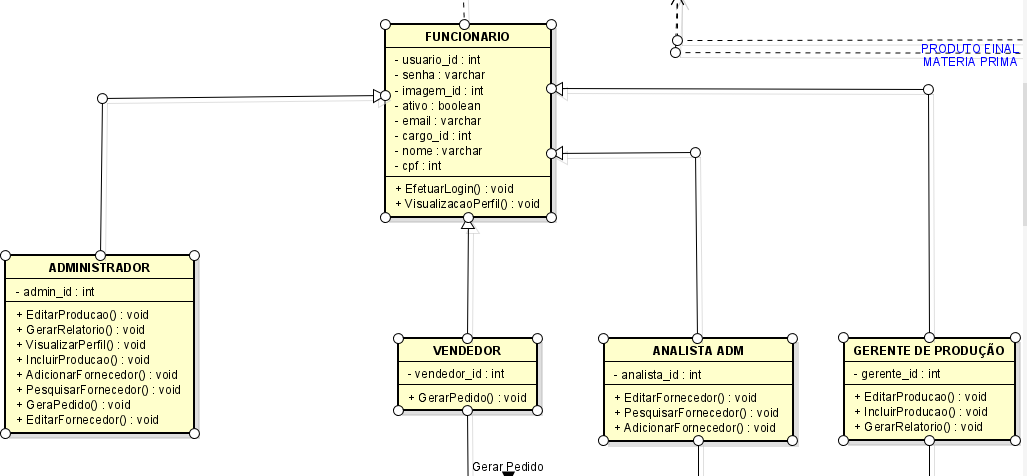 FUNCIONARIO
- usuario_id : int
- senha : varchar
- imagem_id : int
- ativo : boolean
- email : varchar
- cargo_id : int
- nome : varchar
- cpf : int
+ EfetuarLogin() : void
+ VisualizacaoPerfil() : void
PRODUTO FINAL
MATERIA PRIMA
ADMINISTRADOR
- admin_id : int
+ EditarProducao() : void
+ GerarRelatorio() : void
+ VisualizarPerfil() : void
+ IncluirProducao() : void
+ AdicionarFornecedor() : void
+ PesquisarFornecedor() : void
+ GeraPedido() : void
+ EditarFornecedor() : void
VENDEDOR
- vendedor_id : int
+ GerarPedido() : void
ANALISTA ADM
- analista_id : int
+ EditarFornecedor() : void
+ PesquisarFornecedor() : void
+ AdicionarFornecedor() : void
GERENTE DE PRODUÇÃO
- gerente_id : int
+ EditarProducao() : void
+ IncluirProducao() : void
+ GerarRelatorio() : void
Gerar Pedido